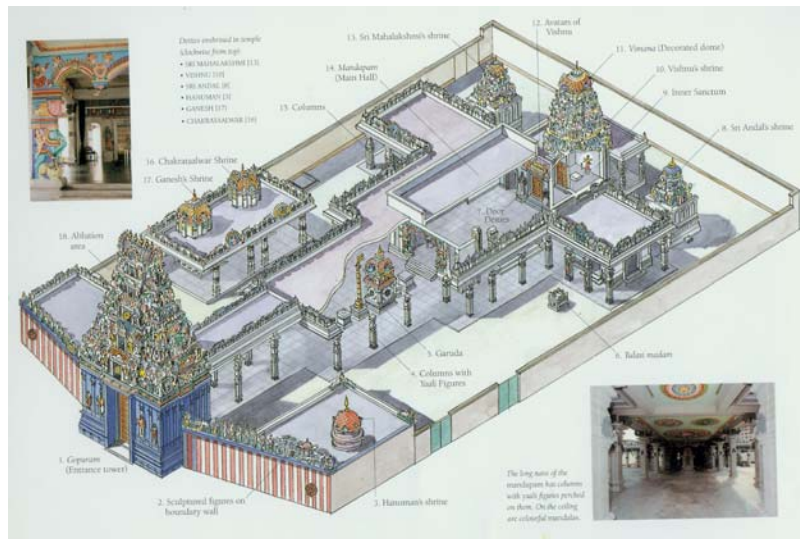 Deities enshrined in temple
(clockwise from top):
• SRI MAHALAKSHMI [13]
• VISHNU [10]
• SRI ANDAL [8]
• HANUMAN [3]
• GANESH [17]
• CHAKRATAALWAR [16]
13. Sri Mahalakshmi's shrine
14. Mandapam
(Main Hall)
15. Columns
16. Chakrataalwar Shrine
17. Ganesh's Shrine
18. Ablution
area
12. Avatars of
Vishnu
11. Vimana (Decorated dome)
10. Vishnu's shrine
9. Inner Sanctum
8. Sri Andal's shrine
7. Door
Deities
6. Tulasi madam
5. Garuda
4. Columns with
Yaali Figures
3. Hanuman's shrine
2. Sculptured figures on
boundary wall
1. Gopuram
(Entrance tower)
The long nave of the
mandapam has columns
with yaali figures perched
on them. On the ceiling
are colourful mandalas.